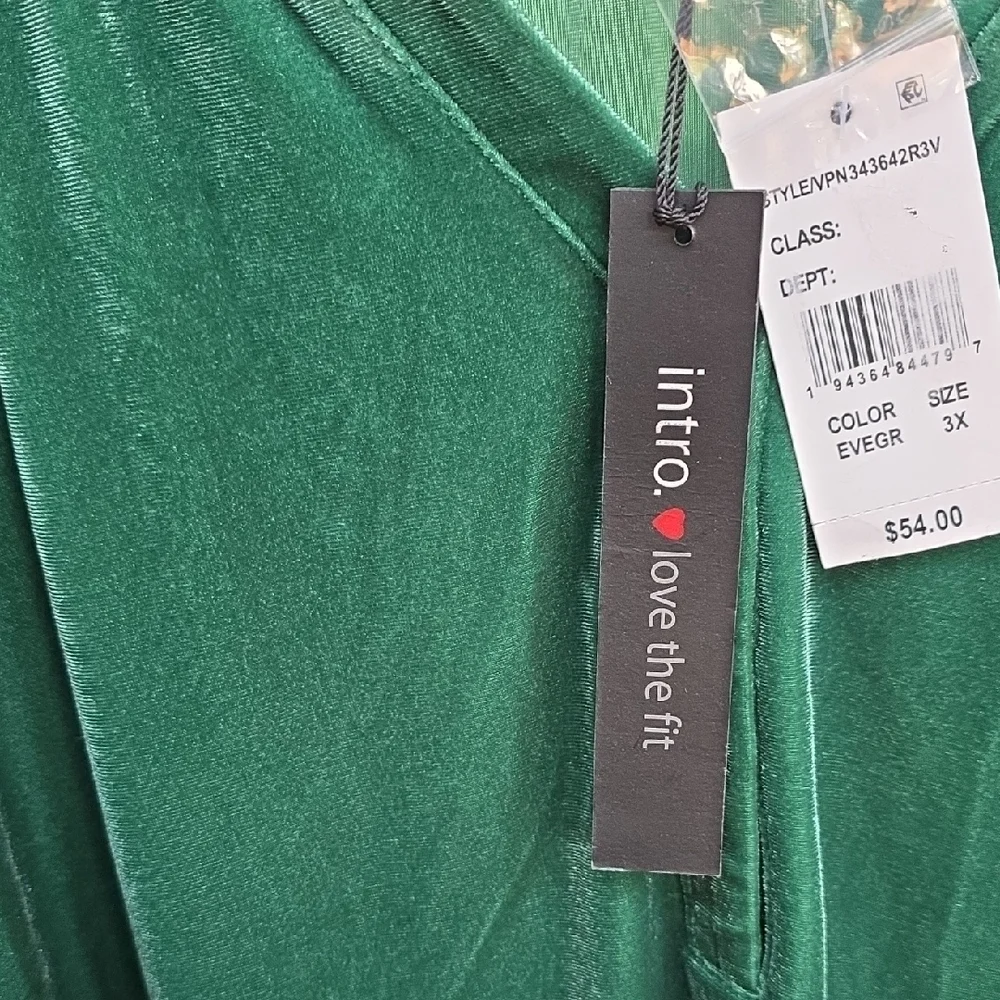 STYLE/VPN343642R3V
CLASS:
DEPT:
1 94364 84479 7
COLOR SIZE
EVEGR 3X
$54.00
intro. ♥ love the fit